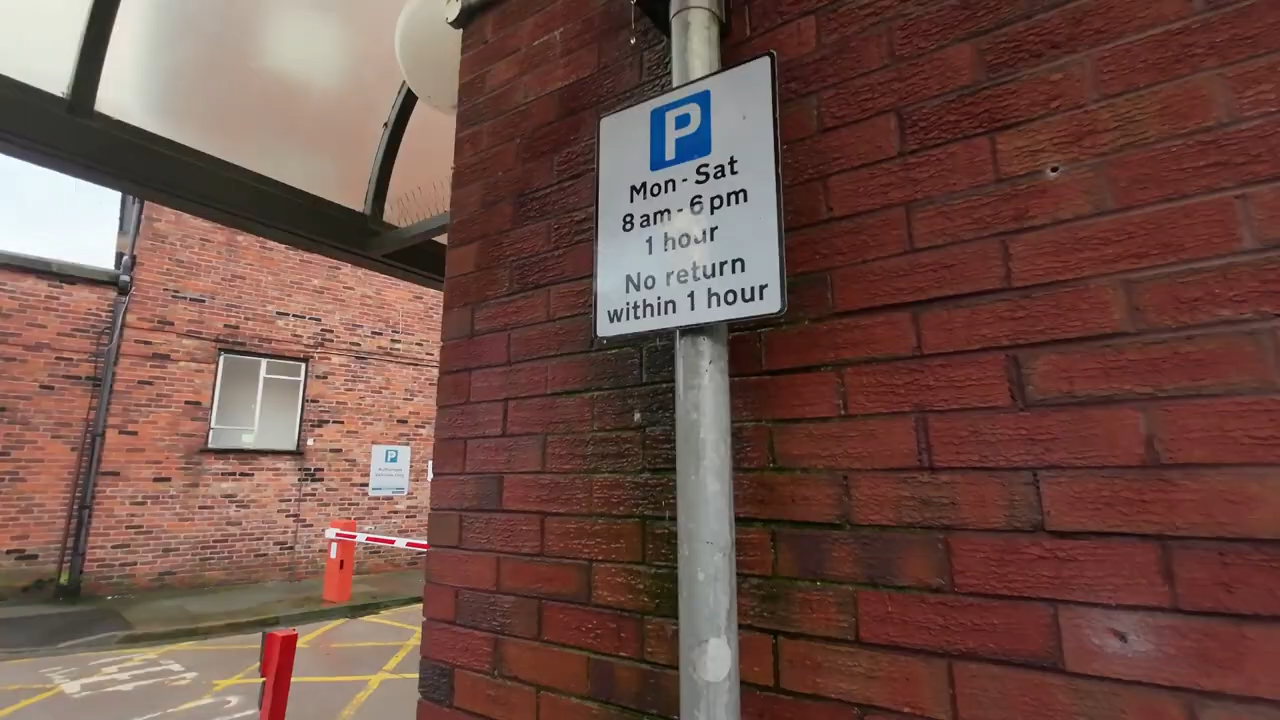 P
Mon - Sat
8 am - 6 pm
1 hour
No return
within 1 hour
P